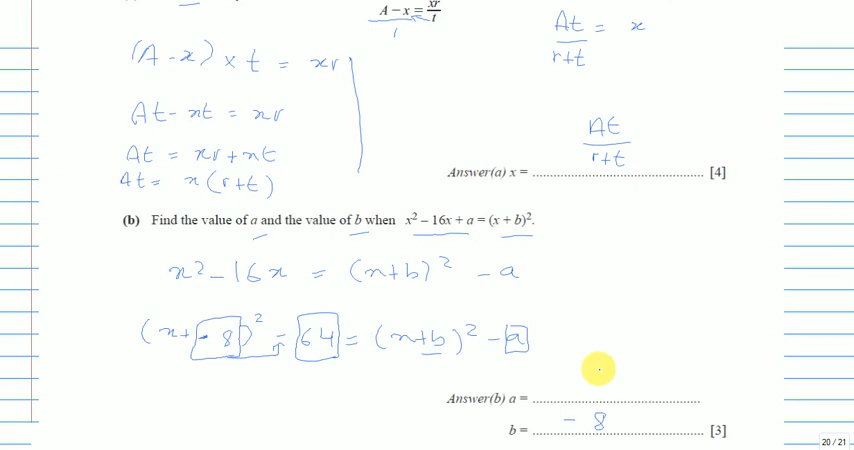 A − x = xr/t
(A - x) × t = xr
At - xt = xr
At = xr + xt
At = x(r+t)
At/r+t = x
At/r+t
Answer(a) x = ........................................ [4]
(b) Find the value of a and the value of b when x² − 16x + a = (x + b)².
x² - 16x = (x+b)² - a
(x + - 8)² - 64 = (x+b)² - a
Answer(b) a = ........................................
b = - 8 [3]
20 / 21